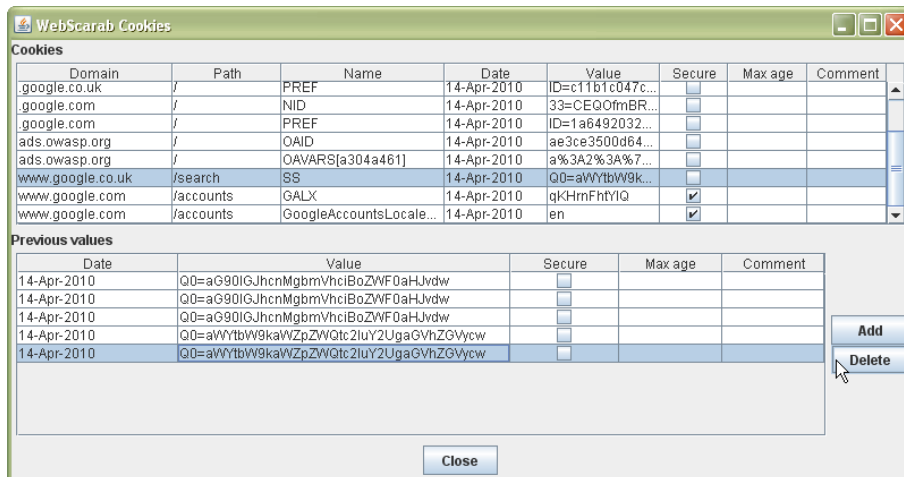 WebScarab Cookies
Cookies
Domain Path Name Date Value Secure Max age Comment
.google.co.uk / PREF 14-Apr-2010 ID=c11b1c047c...
.google.com / NID 14-Apr-2010 33=CEQOfmBR...
.google.com / PREF 14-Apr-2010 ID=1a6492032...
ads.owasp.org / OAID 14-Apr-2010 ae3ce3500d64...
ads.owasp.org / OAVARS[a304a461] 14-Apr-2010 a%3A2%3A%7...
www.google.co.uk /search SS 14-Apr-2010 Q0=aWYtbW9k...
www.google.com /accounts GALX 14-Apr-2010 qKHrnFhtYlQ
www.google.com /accounts GoogleAccountsLocale... 14-Apr-2010 en
Previous values
Date Value Secure Max age Comment
14-Apr-2010 Q0=aG90IGJhcnMgbmVhciBoZWF0aHJvdw
14-Apr-2010 Q0=aG90IGJhcnMgbmVhciBoZWF0aHJvdw
14-Apr-2010 Q0=aG90IGJhcnMgbmVhciBoZWF0aHJvdw
14-Apr-2010 Q0=aWYtbW9kaWZpZWQtc2luY2UgaGVhZGVycw
14-Apr-2010 Q0=aWYtbW9kaWZpZWQtc2luY2UgaGVhZGVycw
Add
Delete
Close